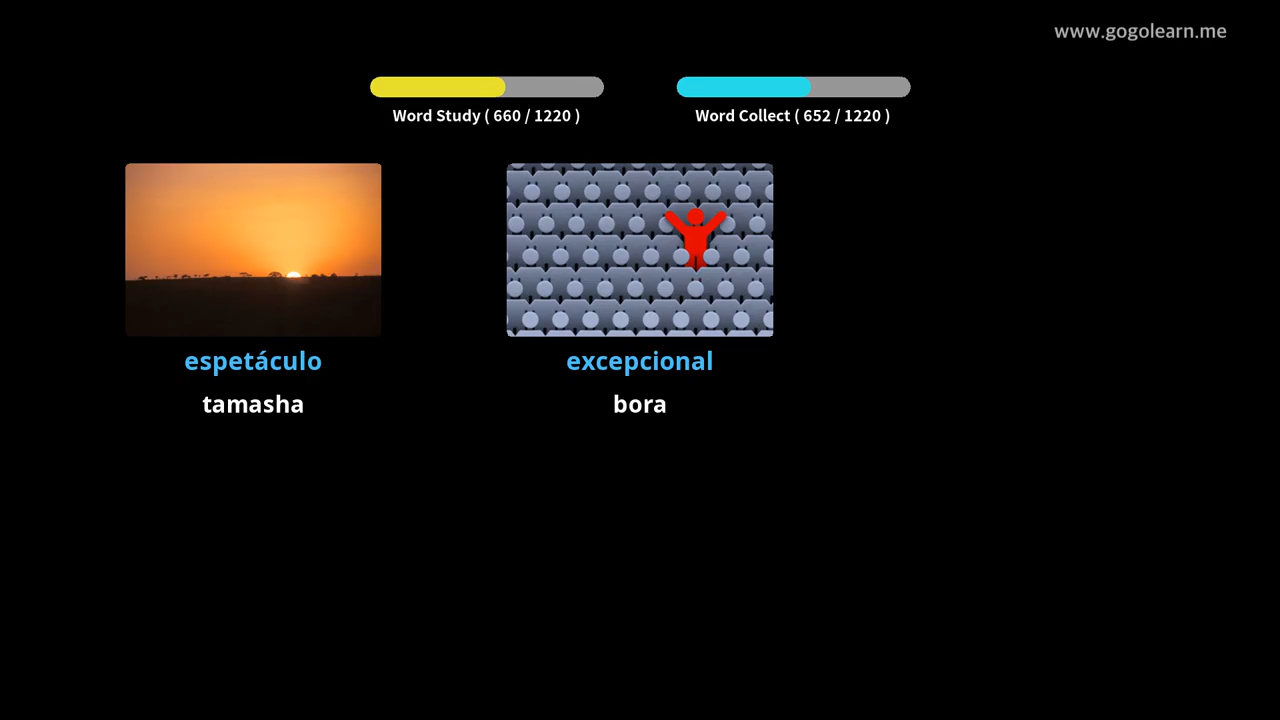 www.gogolearn.me
Word Study ( 660 / 1220 )
Word Collect ( 652 / 1220 )
espetáculo
tamasha
excepcional
bora